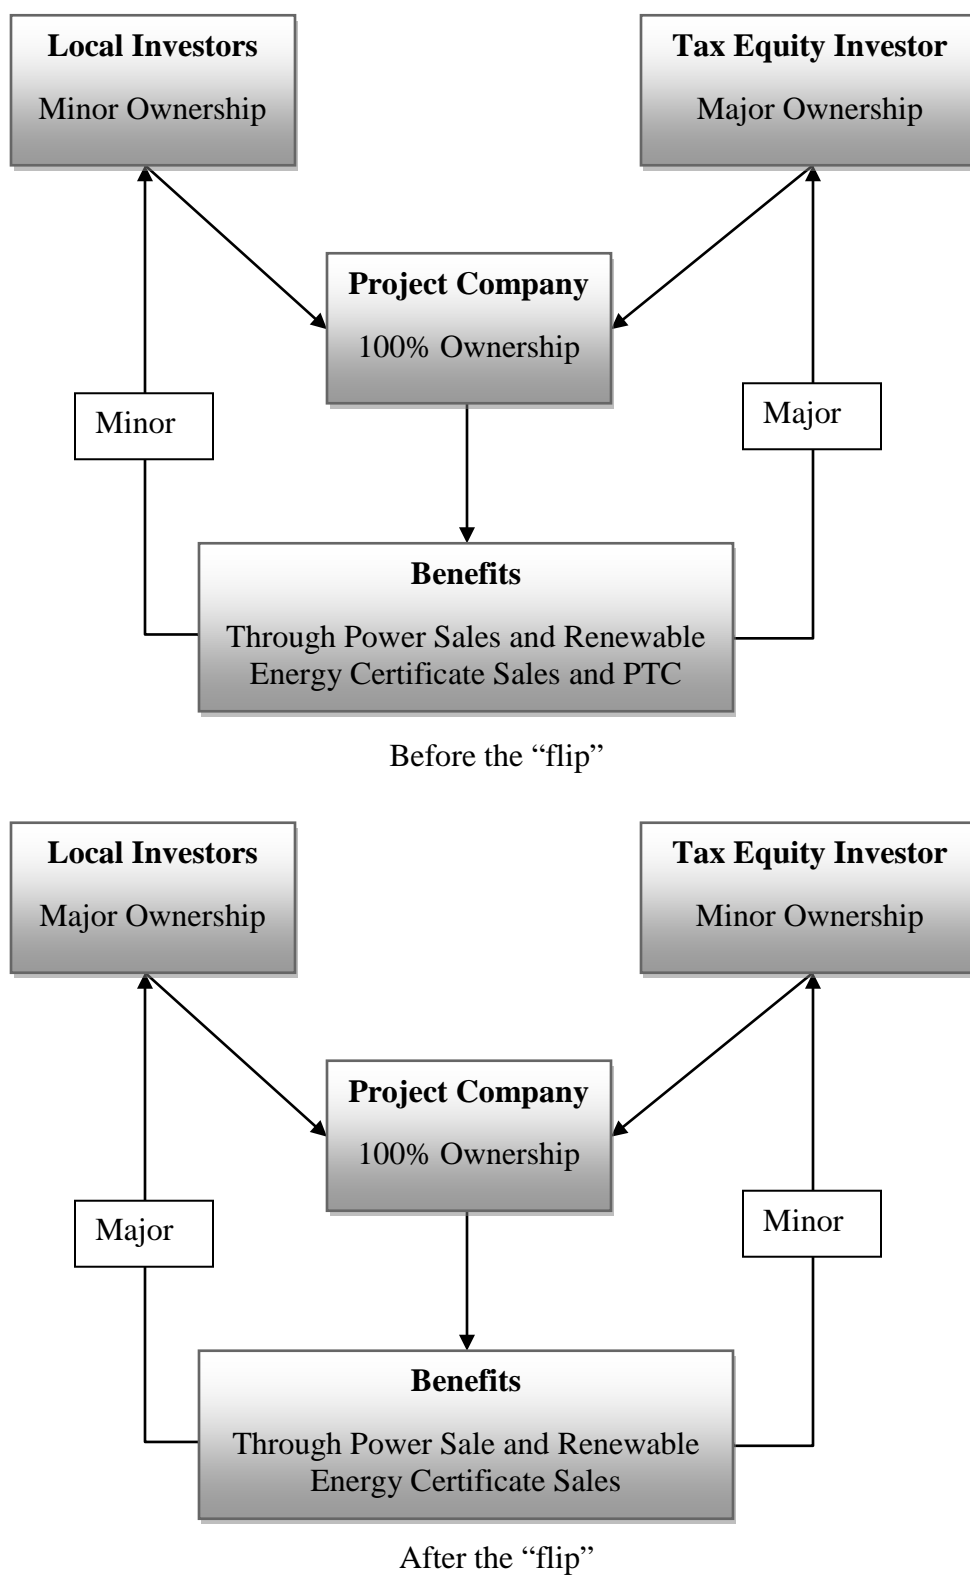 Local Investors
Minor Ownership
Tax Equity Investor
Major Ownership
Project Company
100% Ownership
Minor
Major
Benefits
Through Power Sales and Renewable
Energy Certificate Sales and PTC
Before the “flip”
Local Investors
Major Ownership
Tax Equity Investor
Minor Ownership
Project Company
100% Ownership
Major
Minor
Benefits
Through Power Sale and Renewable
Energy Certificate Sales
After the “flip”